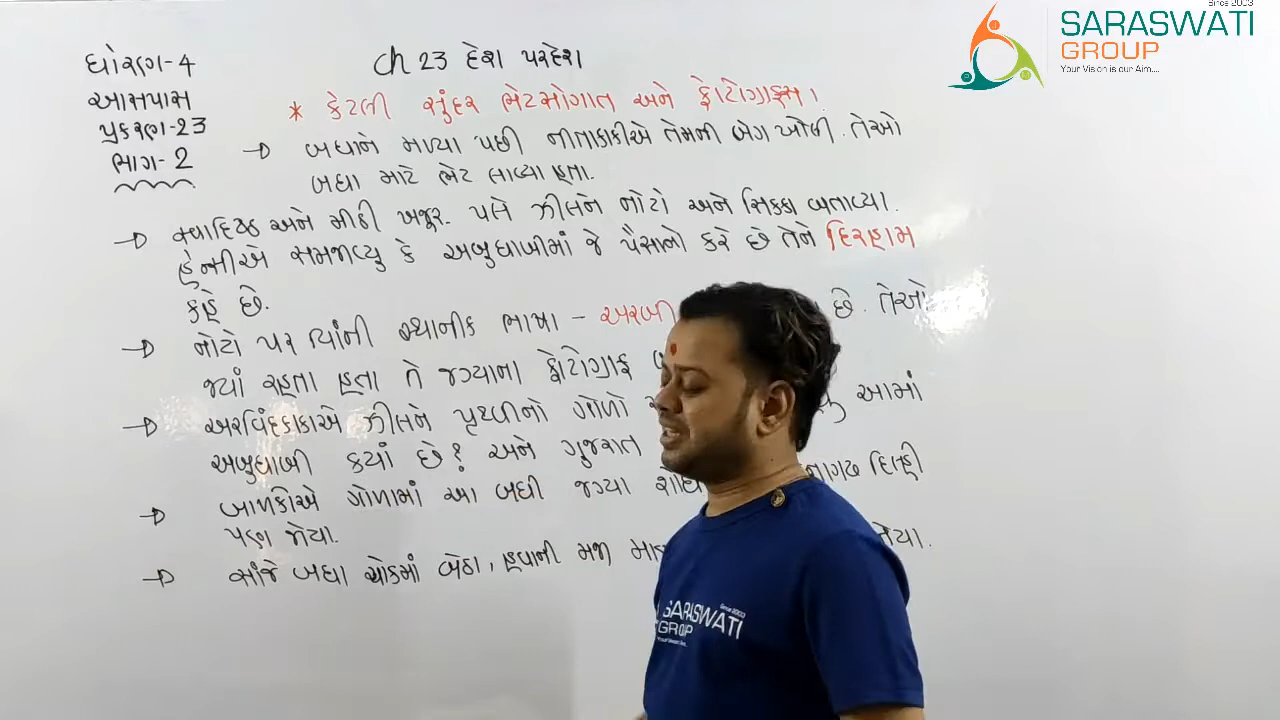 Since 2003
SARASWATI
GROUP
Your Vision is our Aim....
ધોરણ-4
આસપાસ
પ્રકરણ-23
ભાગ-2
Ch 23 દેશ પરદેશ
* કેટલી સુંદર ભેટસોગાત અને ફોટોગ્રાફ્સ!
બધાને મળ્યા પછી નીતાકાકીએ તેમની બેગ ખોલી. તેઓ
બધા માટે ભેટ લાવ્યા હતા.
સ્વાદિષ્ટ અને મીઠી ખજૂર. પલે ઝીલને નોટો અને સિક્કા બતાવ્યા.
હેન્સીએ સમજાવ્યુ કે અબુધાબીમાં જે પૈસાનો કરે છે તેને દિરહામ
કહે છે.
નોટો પર ત્યાંની સ્થાનીક ભાષા - અરબી છે. તેઓ
જ્યાં રહેતા હતા તે જગ્યાના ફોટોગ્રાફ
અરવિંદકાકાએ ઝીલને પૃથ્વીનો ગોળો આમાં
અબુધાબી કયાં છે? અને ગુજરાત
બાળકીએ ગોળામાં આ બધી જગ્યા દિલ્હી
પણ જોયા.
સાંજે બધા ચોકમાં બેઠા, હવાની મજા
SARASWATI
GROUP
Since 2003